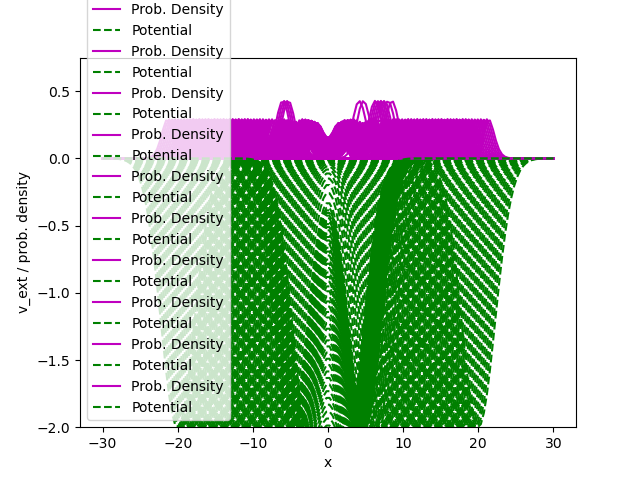 Prob. Density
Potential
Prob. Density
Potential
Prob. Density
Potential
Prob. Density
Potential
Prob. Density
Potential
Prob. Density
Potential
Prob. Density
Potential
Prob. Density
Potential
Prob. Density
Potential
Prob. Density
Potential
0.5
0.0
−0.5
−1.0
−1.5
−2.0
v_ext / prob. density
−30
−20
−10
0
10
20
30
x